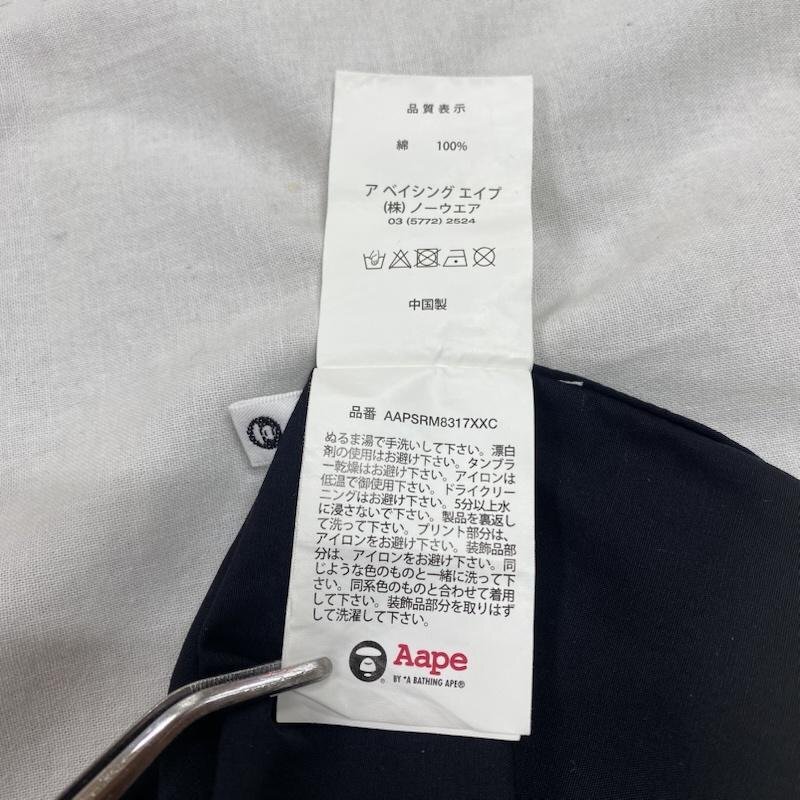 品質表示
綿 100%
ア ベイシング エイプ
(株) ノーウエア
03 (5772) 2524
中国製
品番 AAPSRM8317XXC
ぬるま湯で手洗いして下さい。漂白
剤の使用はお避け下さい。タンブラ
ー乾燥はお避け下さい。アイロンは
低温で御使用下さい。ドライクリー
ニングはお避け下さい。5分以上水
に浸さないで下さい。製品を裏返し
て洗って下さい。プリント部分は、
アイロンをお避け下さい。装飾品部
分は、アイロンをお避け下さい。同
じような色のものと一緒に洗って下
さい。同系色のものと合わせて着用
して下さい。装飾品部分を取りはず
して洗濯して下さい。
Aape
BY *A BATHING APE®